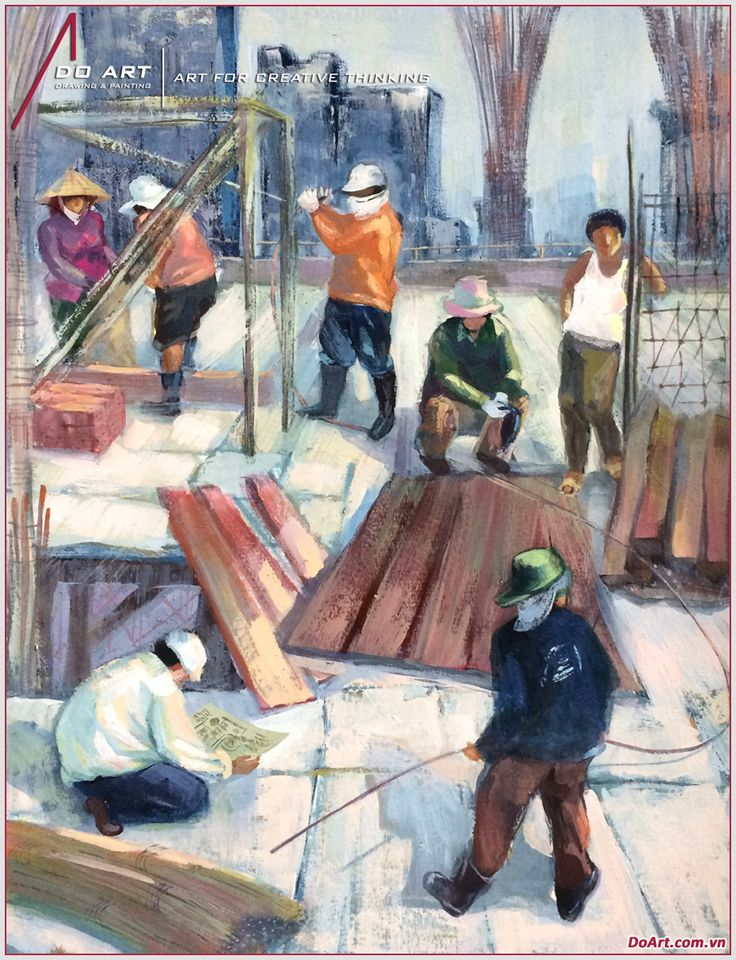 DO ART
DRAWING & PAINTING
ART FOR CREATIVE THINKING
DoArt.com.vn